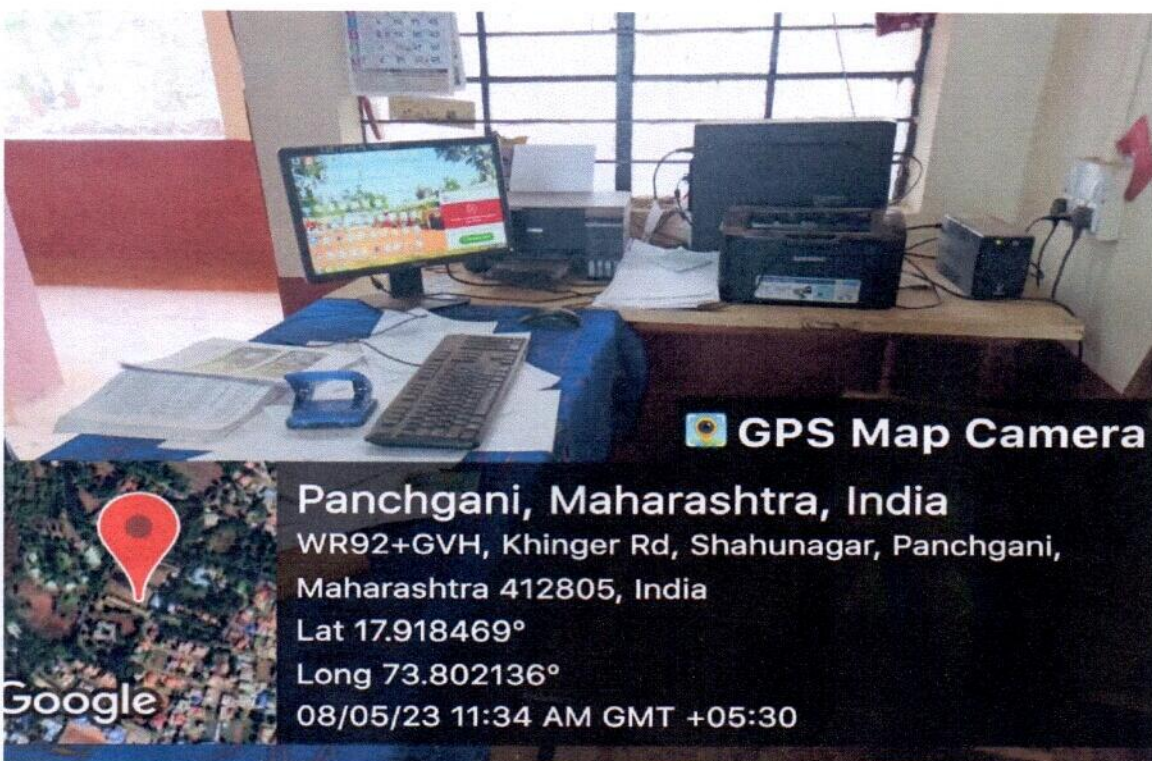 GPS Map Camera
Panchgani, Maharashtra, India
WR92+GVH, Khinger Rd, Shahunagar, Panchgani,
Maharashtra 412805, India
Lat 17.918469°
Long 73.802136°
08/05/23 11:34 AM GMT +05:30
Google